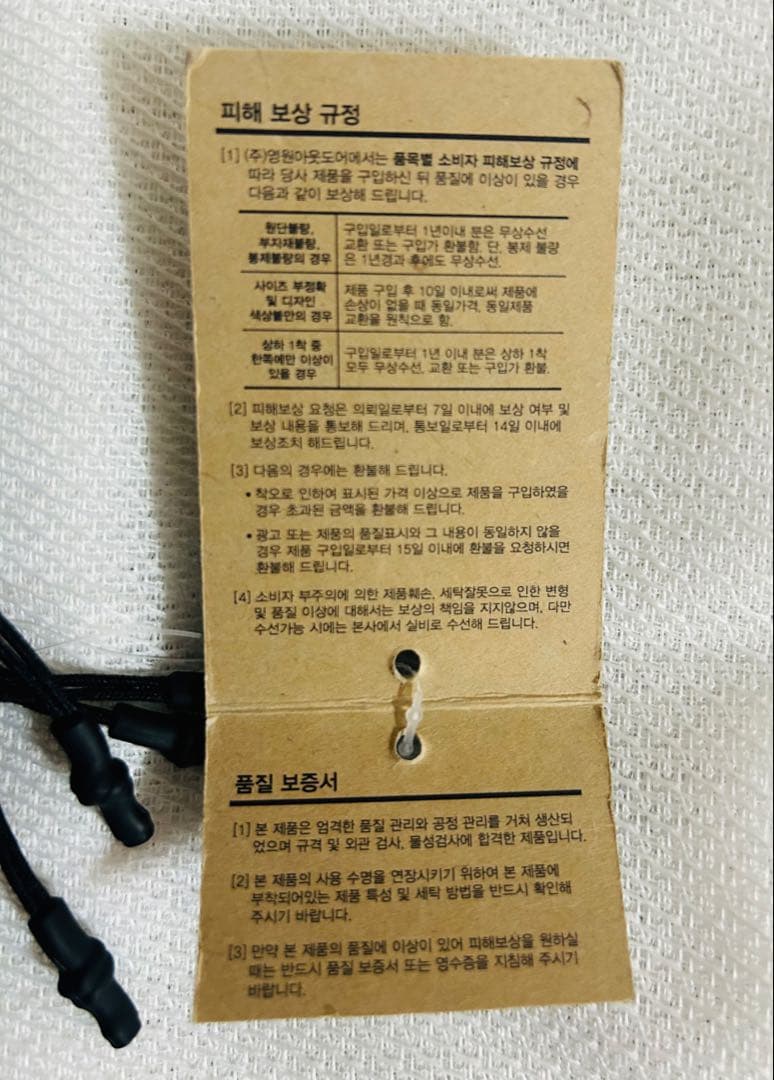 피해 보상 규정
[1] (주)영원아웃도어에서는 품목별 소비자 피해보상 규정에
따라 당사 제품을 구입하신 뒤 품질에 이상이 있을 경우
다음과 같이 보상해 드립니다.
원단불량,
부자재불량,
봉제불량의 경우
구입일로부터 1년이내 분은 무상수선
교환 또는 구입가 환불함. 단, 봉제 불량
은 1년경과 후에도 무상수선.
사이즈 부정확
및 디자인
색상불만의 경우
제품 구입 후 10일 이내로써 제품에
손상이 없을 때 동일가격, 동일제품
교환을 원칙으로 함.
상하 1착 중
한쪽에만 이상이
있을 경우
구입일로부터 1년 이내 분은 상하 1착
모두 무상수선, 교환 또는 구입가 환불.
[2] 피해보상 요청은 의뢰일로부터 7일 이내에 보상 여부 및
보상 내용을 통보해 드리며, 통보일로부터 14일 이내에
보상조치 해드립니다.
[3] 다음의 경우에는 환불해 드립니다.
• 착오로 인하여 표시된 가격 이상으로 제품을 구입하였을
경우 초과된 금액을 환불해 드립니다.
• 광고 또는 제품의 품질표시와 그 내용이 동일하지 않을
경우 제품 구입일로부터 15일 이내에 환불을 요청하시면
환불해 드립니다.
[4] 소비자 부주의에 의한 제품훼손, 세탁잘못으로 인한 변형
및 품질 이상에 대해서는 보상의 책임을 지지않으며, 다만
수선가능 시에는 본사에서 실비로 수선해 드립니다.
품질 보증서
[1] 본 제품은 엄격한 품질 관리와 공정 관리를 거쳐 생산되
었으며 규격 및 외관 검사, 물성검사에 합격한 제품입니다.
[2] 본 제품의 사용 수명을 연장시키기 위하여 본 제품에
부착되어있는 제품 특성 및 세탁 방법을 반드시 확인해
주시기 바랍니다.
[3] 만약 본 제품의 품질에 이상이 있어 피해보상을 원하실
때는 반드시 품질 보증서 또는 영수증을 지침해 주시기
바랍니다.